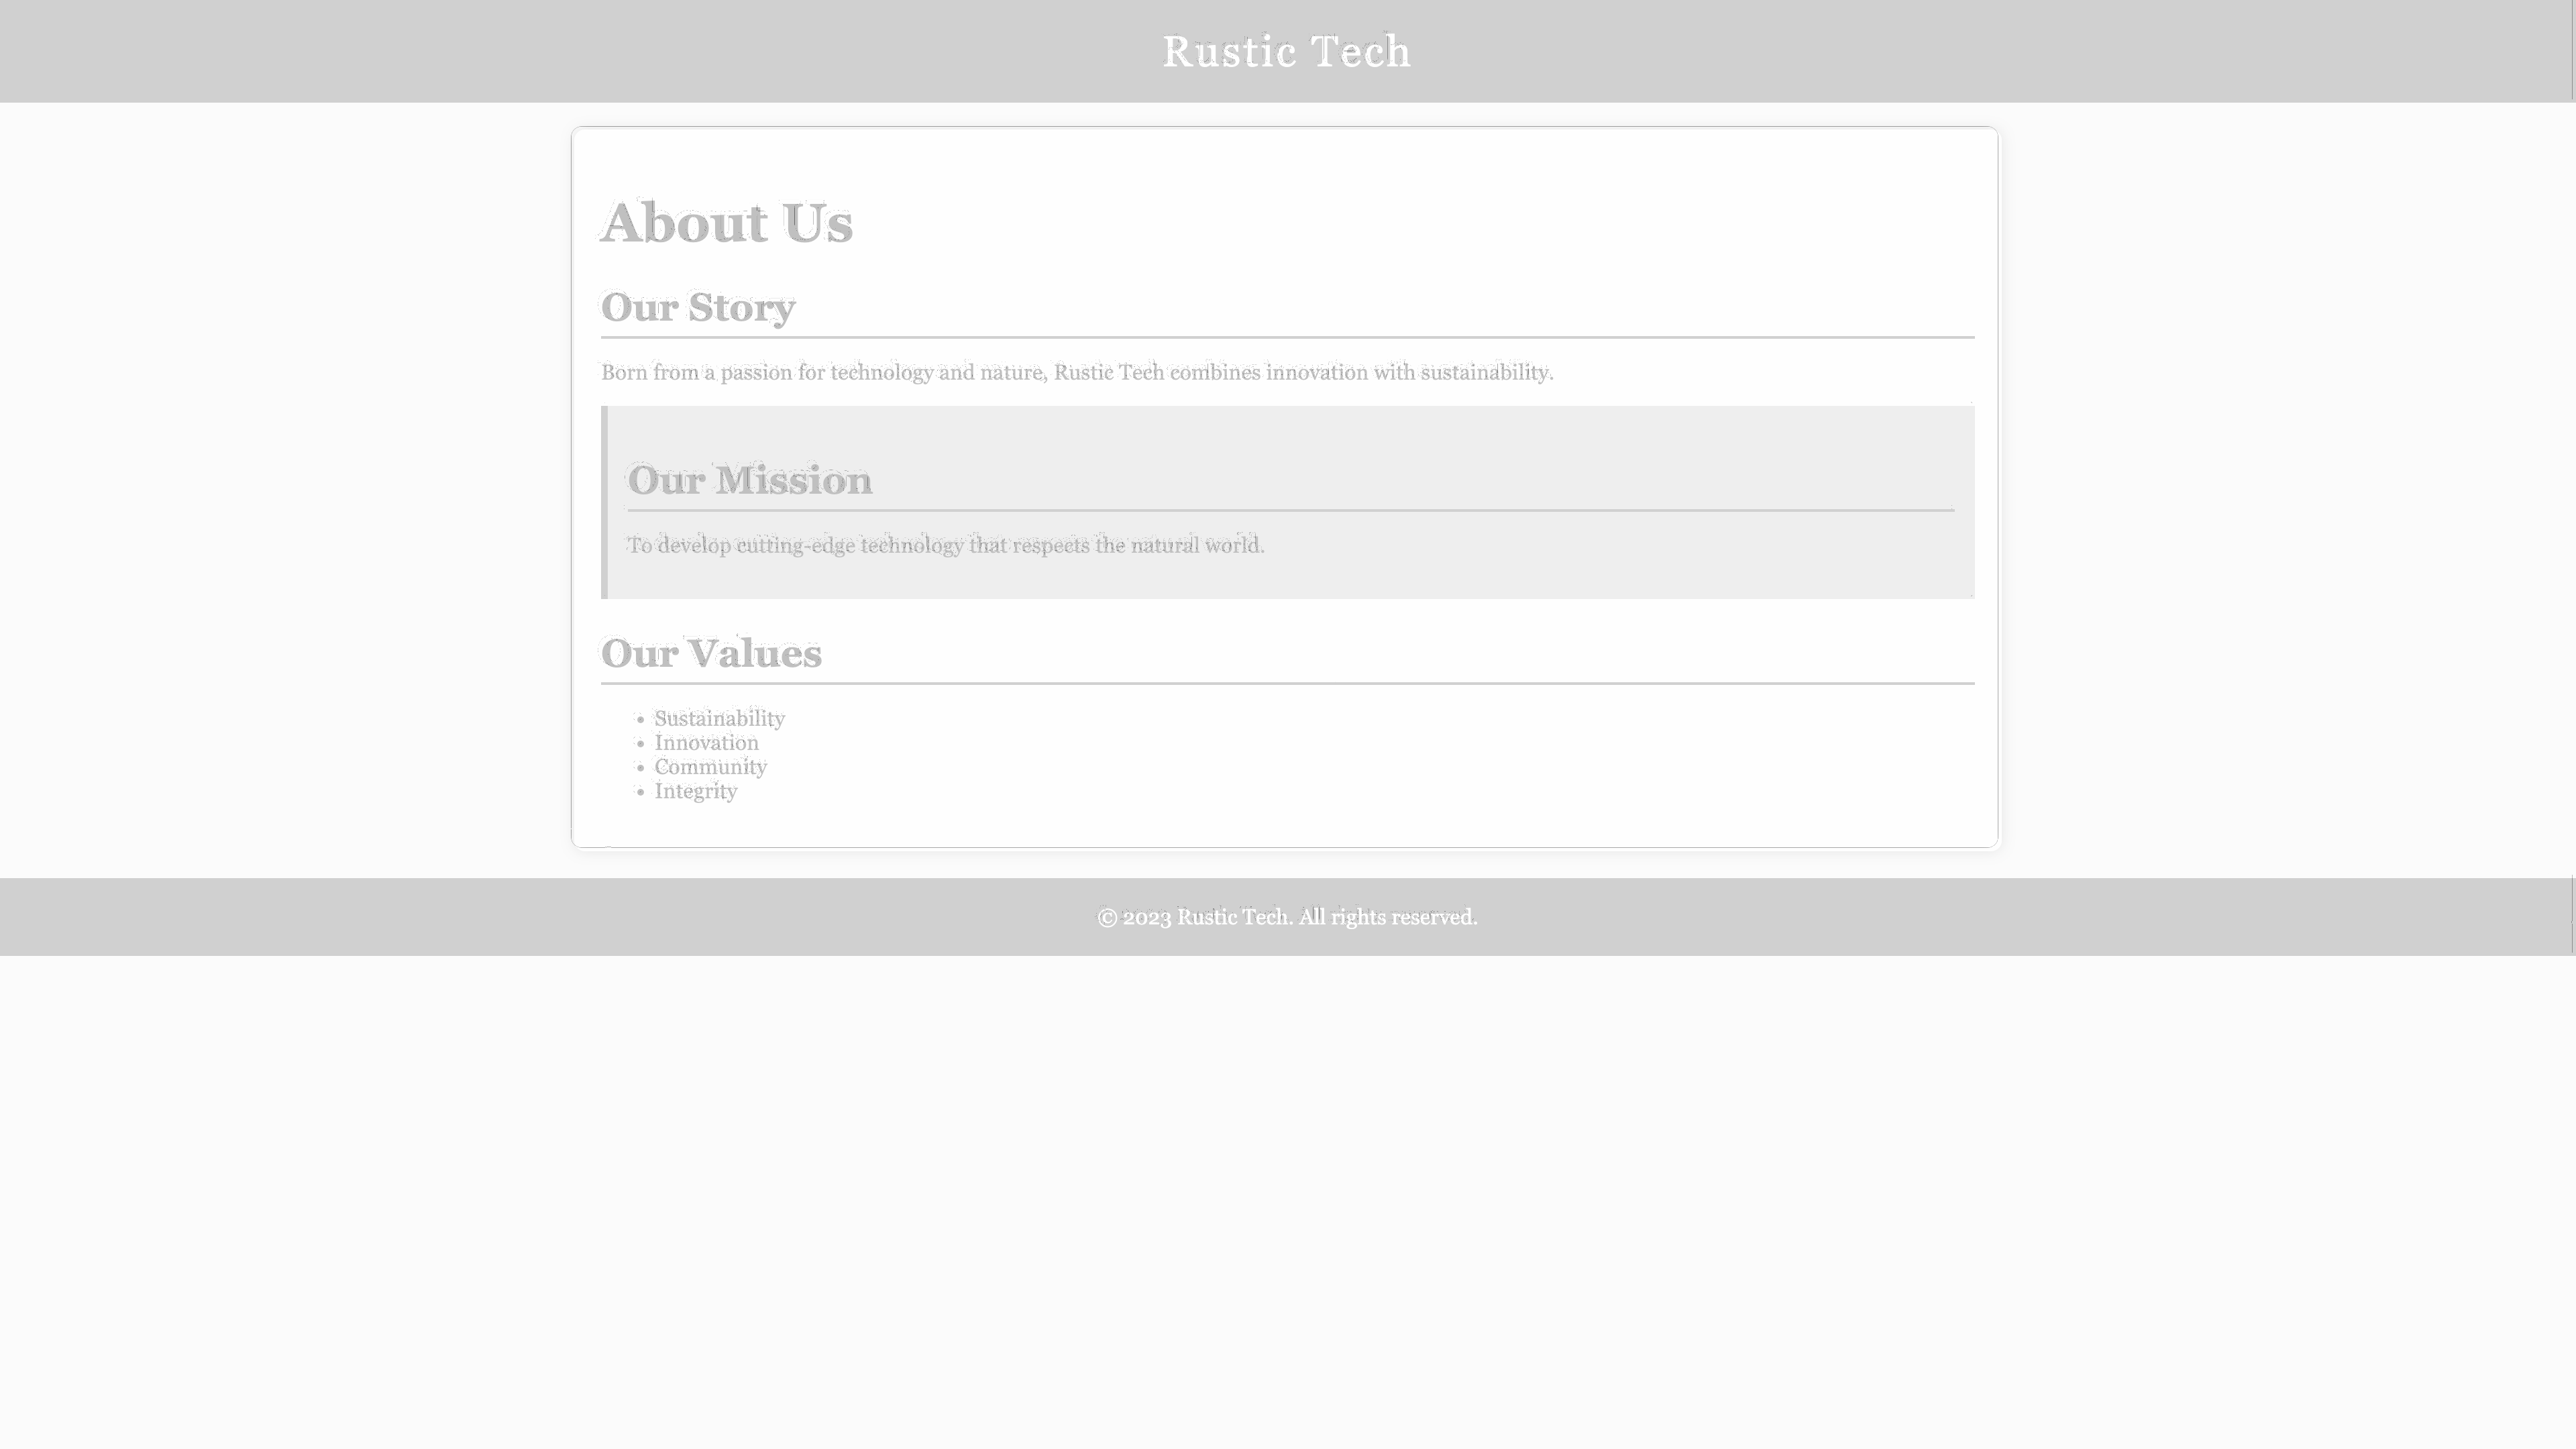 Rustic Tech
About Us
Our Story
Born from a passion for technology and nature, Rustic Tech combines innovation with sustainability.
Our Mission
To develop cutting-edge technology that respects the natural world.
Our Values
• Sustainability
• Innovation
• Community
• Integrity
© 2023 Rustic Tech. All rights reserved.